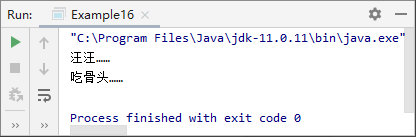 Run: Example16
"C:\Program Files\Java\jdk-11.0.11\bin\java.exe"
汪汪……
吃骨头……
Process finished with exit code 0